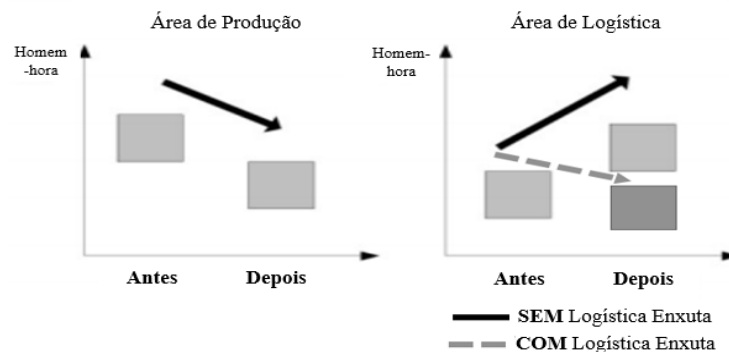 Área de Produção
Homem
-hora
Antes
Depois
Área de Logística
Homem-
hora
Antes
Depois
SEM Logística Enxuta
COM Logística Enxuta